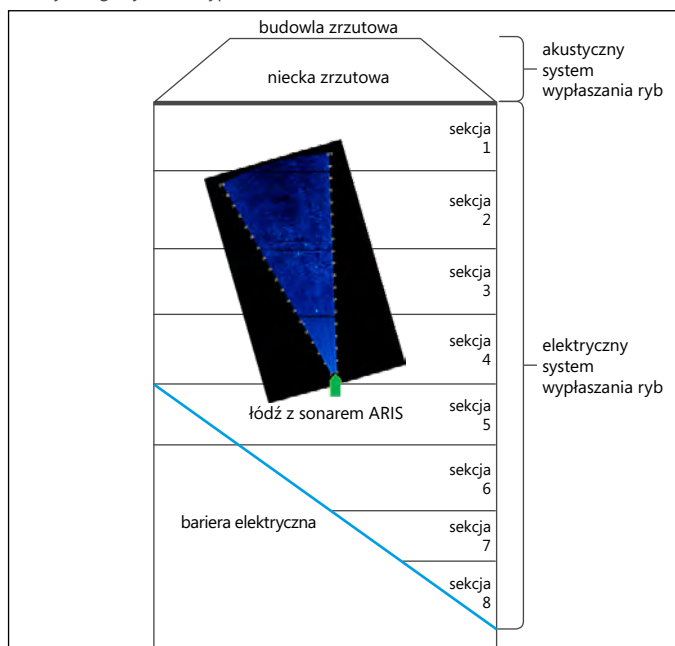 budowla zrzutowa
niecka zrzutowa
akustyczny
system
wypłaszania ryb
sekcja
1
sekcja
2
sekcja
3
sekcja
4
elektryczny
system
wypłaszania ryb
łódź z sonarem ARIS
sekcja
5
sekcja
6
bariera elektryczna
sekcja
7
sekcja
8